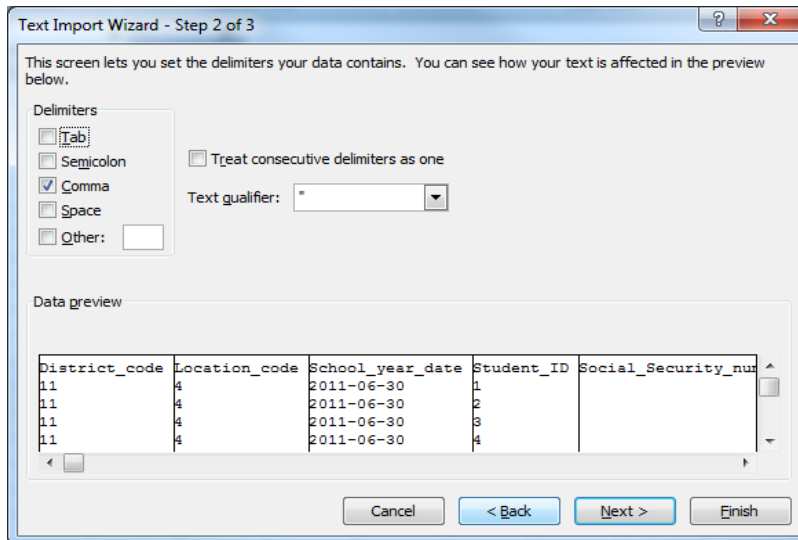 Text Import Wizard - Step 2 of 3
This screen lets you set the delimiters your data contains. You can see how your text is affected in the preview
below.
Delimiters
Tab
Semicolon
Comma
Space
Other:
Treat consecutive delimiters as one
Text qualifier: "
Data preview
District_code Location_code School_year_date Student_ID Social_Security_num
11 4 2011-06-30 1
11 4 2011-06-30 2
11 4 2011-06-30 3
11 4 2011-06-30 4
Cancel < Back Next > Finish